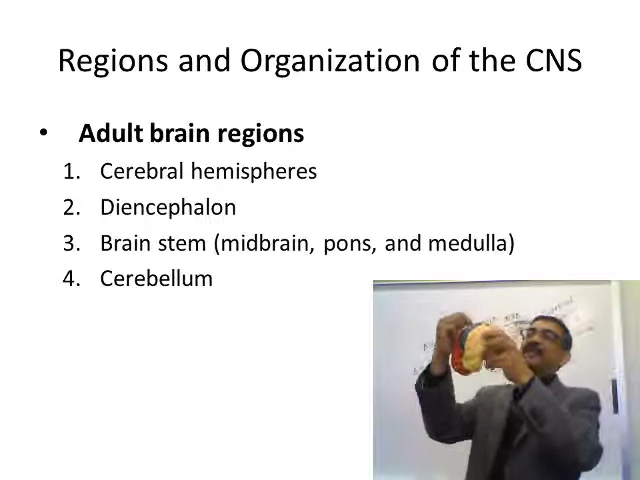 Regions and Organization of the CNS
• Adult brain regions
1. Cerebral hemispheres
2. Diencephalon
3. Brain stem (midbrain, pons, and medulla)
4. Cerebellum